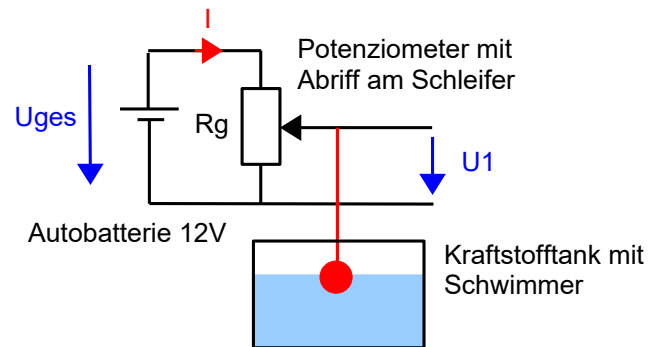 I
Potenziometer mit
Abriff am Schleifer
Uges
Rg
U1
Autobatterie 12V
Kraftstofftank mit
Schwimmer